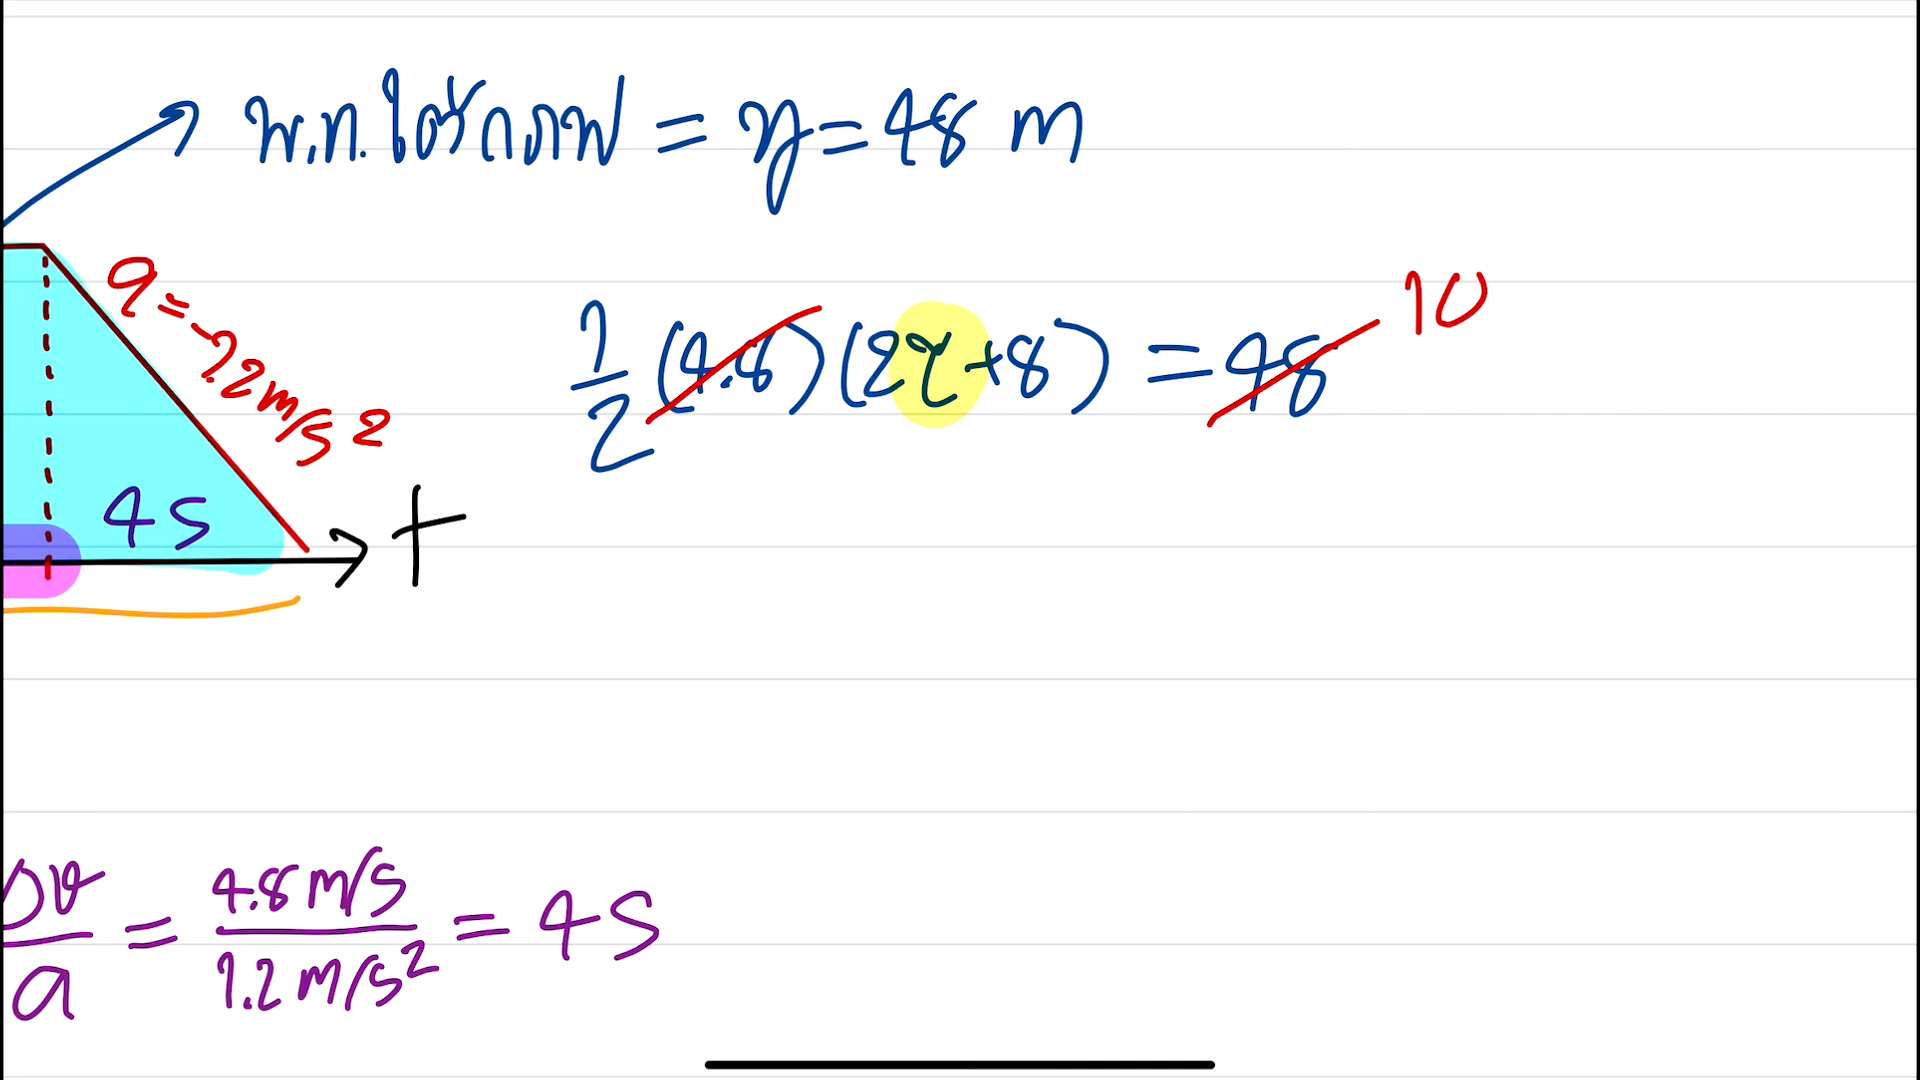 พ.ท.ใต้กราฟ = y = 48 m
a = -1.2 m/s²
½ (4.8)(2τ+8) = 48 10
4 s
t
Δv/a = 4.8 m/s / 1.2 m/s² = 4 s